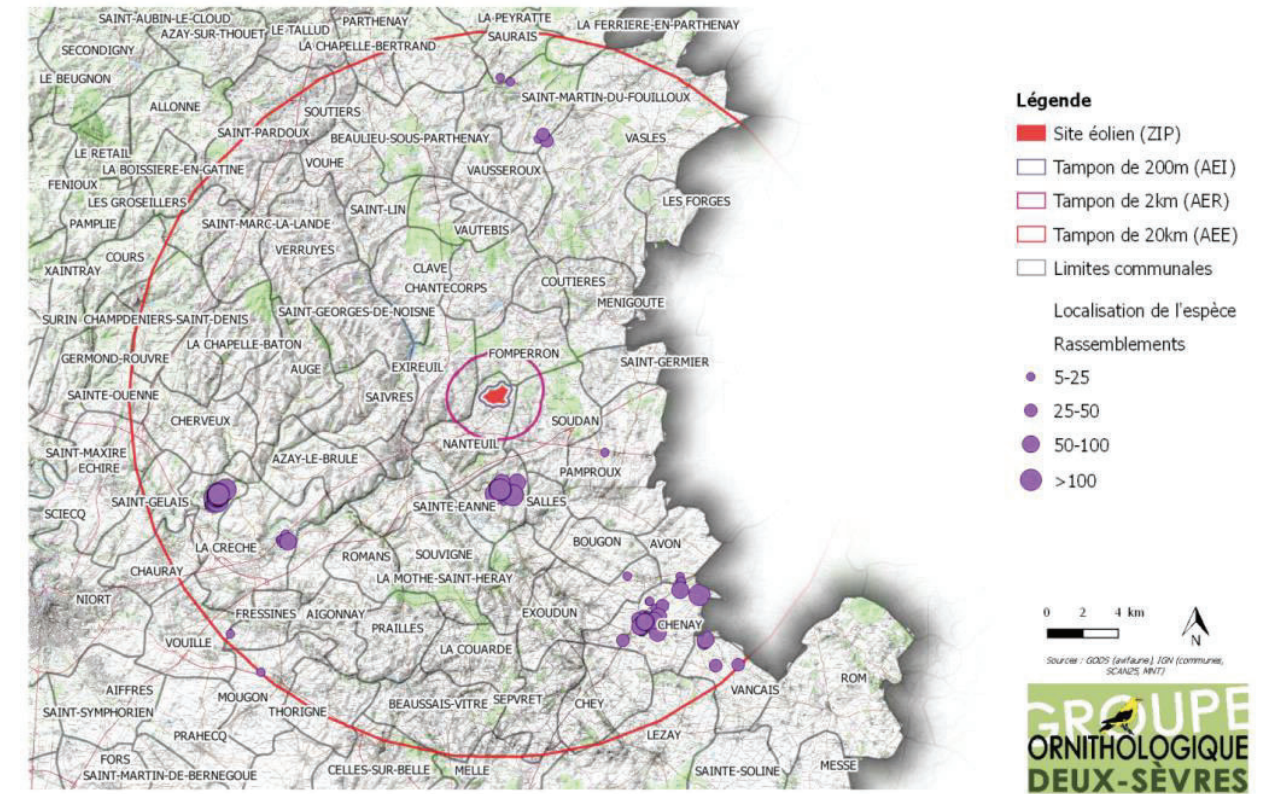 SAINT-AUBIN-LE-CLOUD
PARTHENAY
LA PEYRATTE
LA FERRIERE-EN-PARTHENAY
AZAY-SUR-THOUET
LE TALLUD
SAURAIS
SECONDIGNY
LA CHAPELLE-BERTRAND
LE BEUGNON
ALLONNE
SOUTIERS
SAINT-MARTIN-DU-FOUILLOUX
SAINT-PARDOUX
BEAULIEU-SOUS-PARTHENAY
VASLES
LE RETAIL
LA BOISSIERE-EN-GATINE
VOUHE
VAUSSEROUX
FENIOUX
LES GROSEILLERS
SAINT-LIN
LES FORGES
PAMPLIE
SAINT-MARC-LA-LANDE
VAUTEBIS
COURS
VERRUYES
XAINTRAY
CLAVE
CHANTECORPS
COUTIERES
MENIGOUTE
SURIN
CHAMPDENIERS-SAINT-DENIS
SAINT-GEORGES-DE-NOISNE
GERMOND-ROUVRE
LA CHAPELLE-BATON
FOMPERRON
AUGE
EXIREUIL
SAINT-GERMIER
SAINTE-OUENNE
SAIVRES
CHERVEUX
SOUDAN
NANTEUIL
SAINT-MAXIRE
ECHIRE
AZAY-LE-BRULE
PAMPROUX
SAINT-GELAIS
SAINTE-EANNE
SALLES
SCIECQ
LA CRECHE
ROMANS
SOUVIGNE
BOUGON
AVON
CHAURAY
LA MOTHE-SAINT-HERAY
NIORT
FRESSINES
AIGONNAY
EXOUDUN
PRAILLES
CHENAY
VOUILLE
LA COUARDE
AIFFRES
MOUGON
ROM
VANCAIS
SAINT-SYMPHORIEN
THORIGNE
BEAUSSAIS-VITRE
SEPVRET
CHEY
PRAHECQ
LEZAY
FORS
SAINT-MARTIN-DE-BERNEGOUE
CELLES-SUR-BELLE
MELLE
SAINTE-SOLINE
MESSE
Légende
Site éolien (ZIP)
Tampon de 200m (AEI)
Tampon de 2km (AER)
Tampon de 20km (AEE)
Limites communales
Localisation de l'espèce
Rassemblements
5-25
25-50
50-100
>100
0 2 4 km
N
Sources : GODS (avifaune), IGN (communes,
SCAN25, MNT)
GROUPE
ORNITHOLOGIQUE
DEUX-SÈVRES